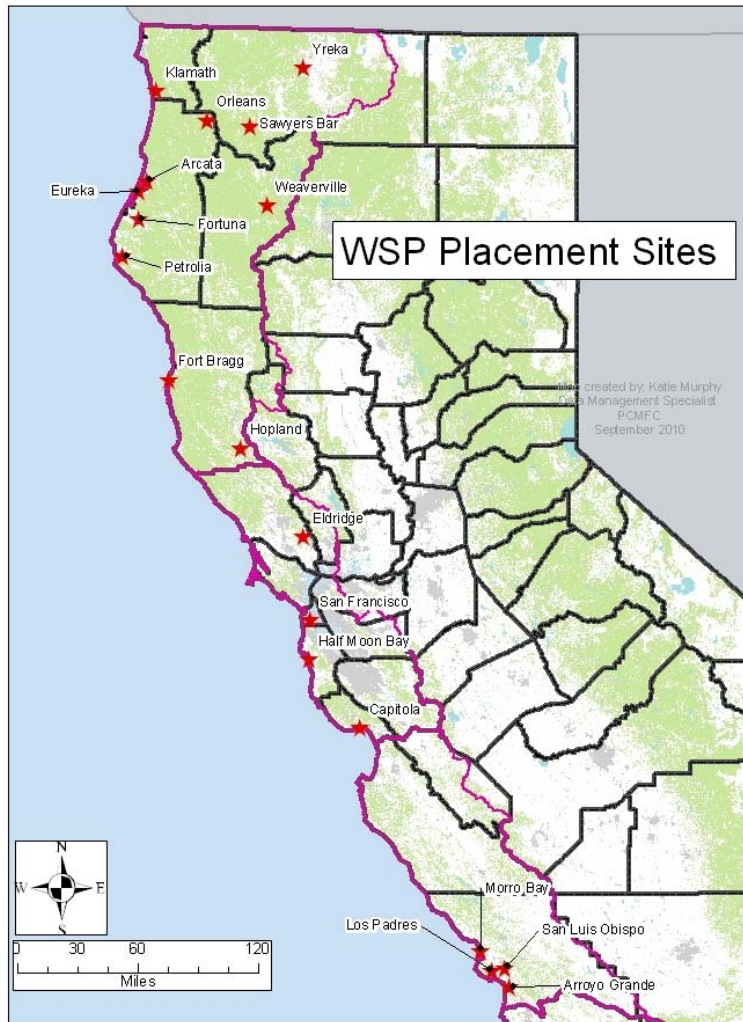 Yreka
Klamath
Orleans
Sawyers Bar
Arcata
Eureka
Weaverville
Fortuna
WSP Placement Sites
Petrolia
Fort Bragg
Map created by: Katie Murphy
Data Management Specialist
PCMFC
September 2010
Hopland
Eldridge
San Francisco
Half Moon Bay
Capitola
N
W E
S
Morro Bay
Los Padres
San Luis Obispo
Arroyo Grande
0 30 60 120
Miles